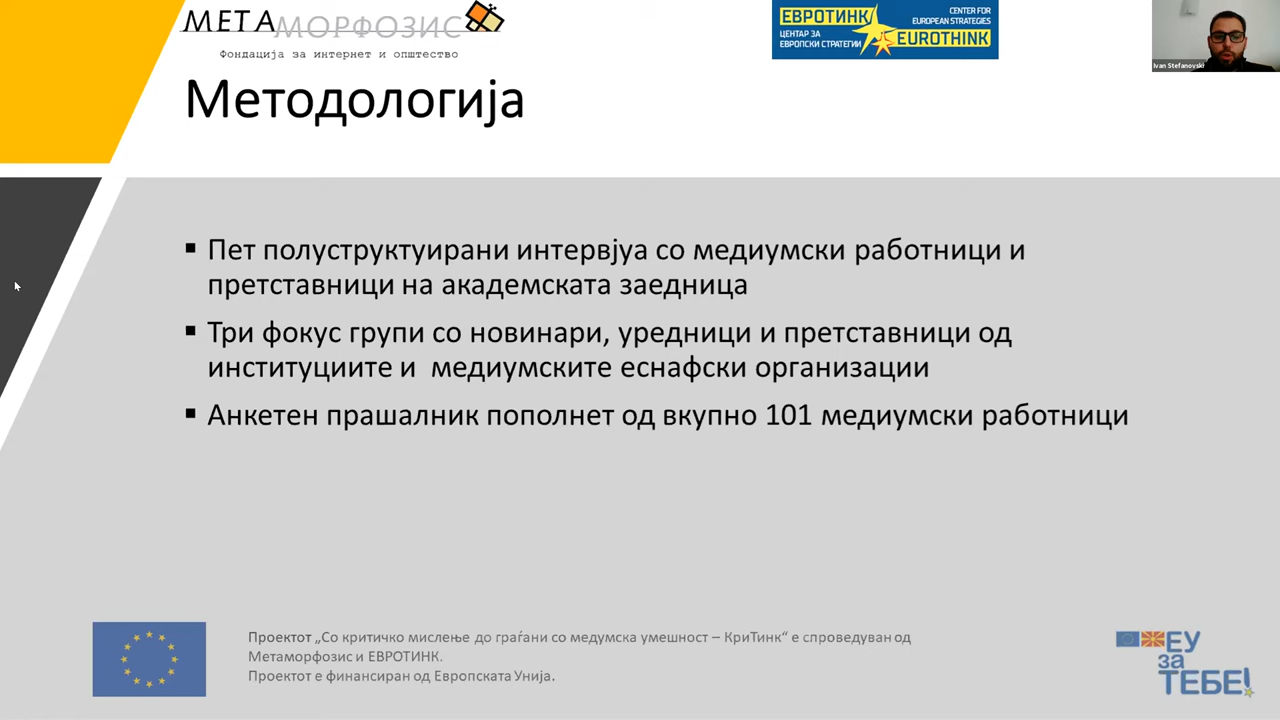 МЕТАМОРФОЗИС
Фондација за интернет и општество
ЕВРОТИНК
ЦЕНТАР ЗА
ЕВРОПСКИ СТРАТЕГИИ
CENTER FOR
EUROPEAN STRATEGIES
EUROTHINK
Ivan Stefanovski
Методологија
▪ Пет полуструктуирани интервјуа со медиумски работници и
претставници на академската заедница
▪ Три фокус групи со новинари, уредници и претставници од
институциите и медиумските еснафски организации
▪ Анкетен прашалник пополнет од вкупно 101 медиумски работници
Проектот „Со критичко мислење до граѓани со медумска умешност – КриТинк“ е спроведуван од
Метаморфозис и ЕВРОТИНК.
Проектот е финансиран од Европската Унија.
ЕУ
за
ТЕБЕ!